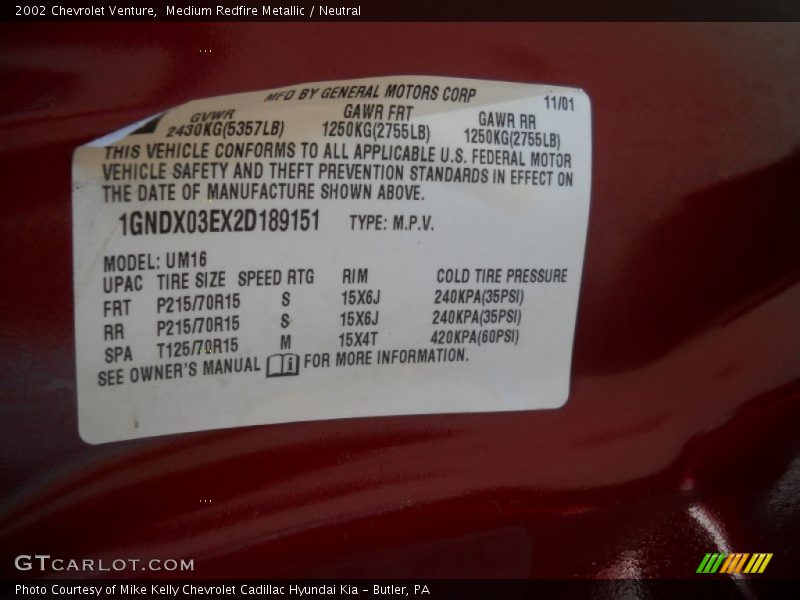 2002 Chevrolet Venture,  Medium Redfire Metallic / Neutral
MFD BY GENERAL MOTORS CORP 11/01
GVWR GAWR FRT GAWR RR
2430KG(5357LB) 1250KG(2755LB) 1250KG(2755LB)
THIS VEHICLE CONFORMS TO ALL APPLICABLE U.S. FEDERAL MOTOR
VEHICLE SAFETY AND THEFT PREVENTION STANDARDS IN EFFECT ON
THE DATE OF MANUFACTURE SHOWN ABOVE.
1GNDX03EX2D189151 TYPE: M.P.V.
MODEL: UM16
UPAC TIRE SIZE SPEED RTG RIM COLD TIRE PRESSURE
FRT P215/70R15 S 15X6J 240KPA(35PSI)
RR P215/70R15 S 15X6J 240KPA(35PSI)
SPA T125/70R15 M 15X4T 420KPA(60PSI)
SEE OWNER'S MANUAL i FOR MORE INFORMATION.
GTCARLOT.COM
Photo Courtesy of Mike Kelly Chevrolet Cadillac Hyundai Kia - Butler, PA